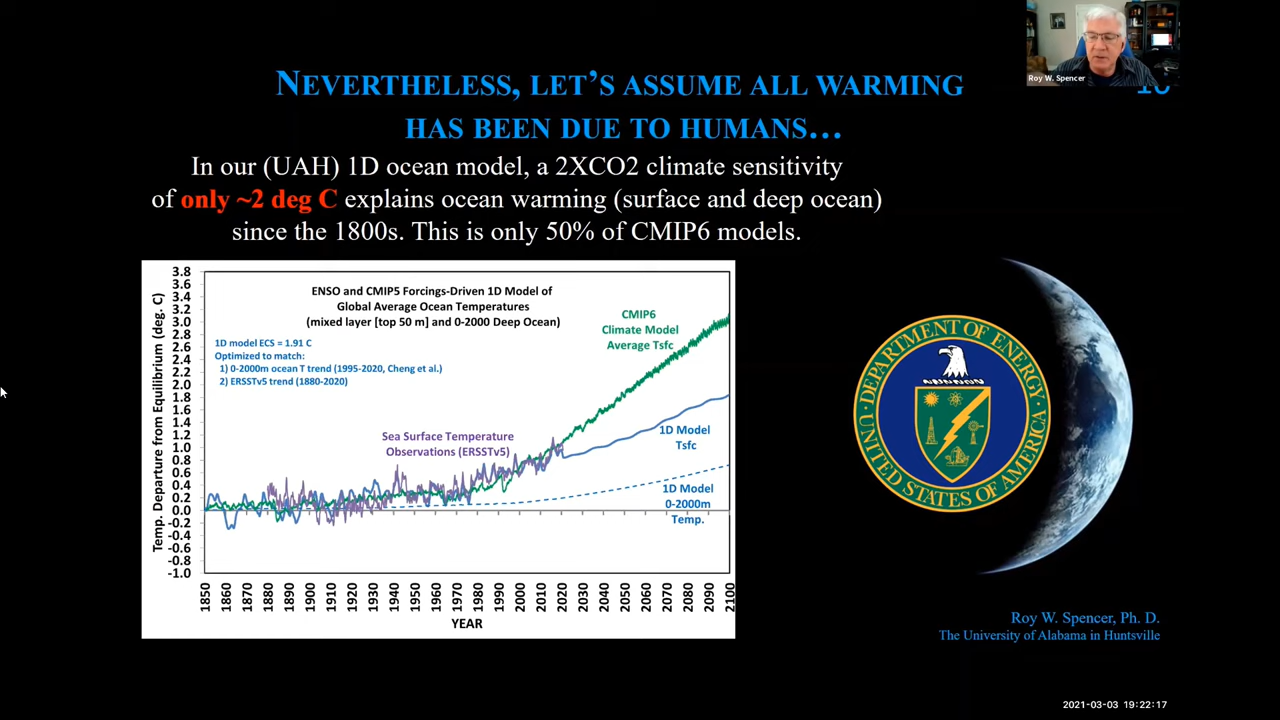 Roy W. Spencer
NEVERTHELESS, LET'S ASSUME ALL WARMING
HAS BEEN DUE TO HUMANS…
In our (UAH) 1D ocean model, a 2XCO2 climate sensitivity
of only ~2 deg C explains ocean warming (surface and deep ocean)
since the 1800s. This is only 50% of CMIP6 models.
ENSO and CMIP5 Forcings-Driven 1D Model of
Global Average Ocean Temperatures
(mixed layer [top 50 m] and 0-2000 Deep Ocean)
1D model ECS = 1.91 C
Optimized to match:
1) 0-2000m ocean T trend (1995-2020, Cheng et al.)
2) ERSSTv5 trend (1880-2020)
CMIP6
Climate Model
Average Tsfc
Sea Surface Temperature
Observations (ERSSTv5)
1D Model
Tsfc
1D Model
0-2000m
Temp.
Temp. Departure from Equilibrium (deg. C)
3.8
3.6
3.4
3.2
3.0
2.8
2.6
2.4
2.2
2.0
1.8
1.6
1.4
1.2
1.0
0.8
0.6
0.4
0.2
0.0
-0.2
-0.4
-0.6
-0.8
-1.0
1850
1860
1870
1880
1890
1900
1910
1920
1930
1940
1950
1960
1970
1980
1990
2000
2010
2020
2030
2040
2050
2060
2070
2080
2090
2100
YEAR
DEPARTMENT OF ENERGY
UNITED STATES OF AMERICA
Roy W. Spencer, Ph. D.
The University of Alabama in Huntsville
2021-03-03 19:22:17